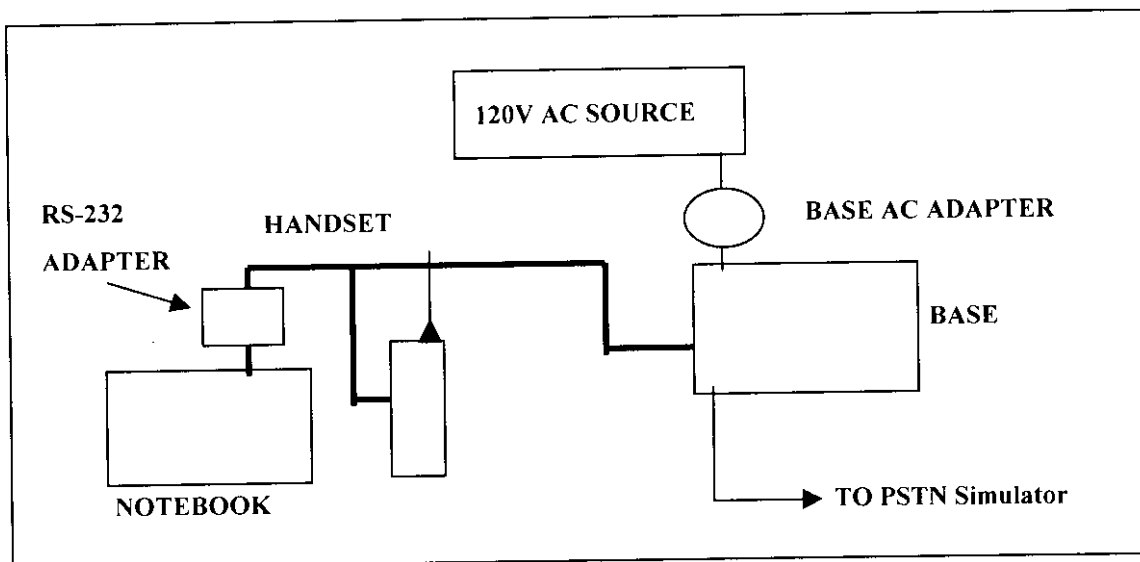 120V AC SOURCE
RS-232
ADAPTER
HANDSET
BASE AC ADAPTER
BASE
NOTEBOOK
TO PSTN Simulator